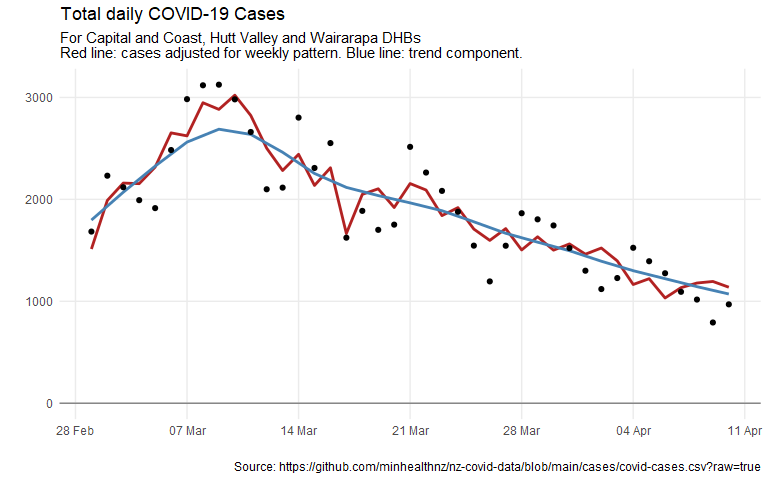 Total daily COVID-19 Cases
For Capital and Coast, Hutt Valley and Wairarapa DHBs
Red line: cases adjusted for weekly pattern. Blue line: trend component.
3000
2000
1000
0
28 Feb
07 Mar
14 Mar
21 Mar
28 Mar
04 Apr
11 Apr
Source: https://github.com/minhealthnz/nz-covid-data/blob/main/cases/covid-cases.csv?raw=true